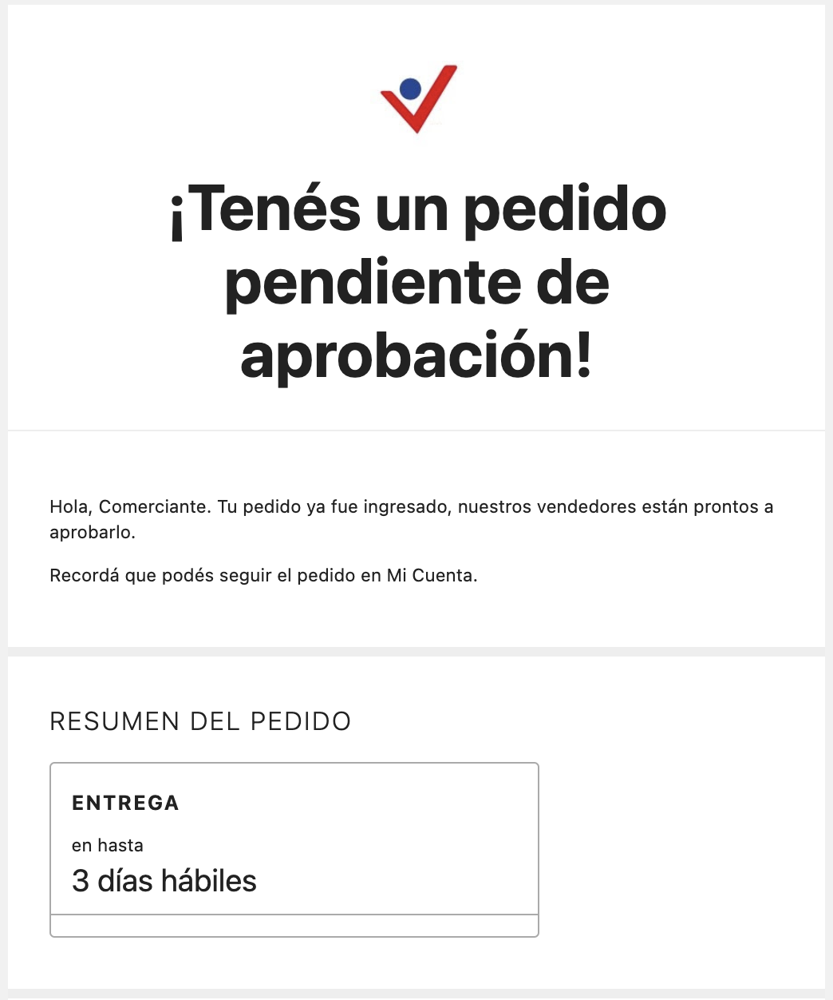 ¡Tenés un pedido
pendiente de
aprobación!
Hola, Comerciante. Tu pedido ya fue ingresado, nuestros vendedores están prontos a
aprobarlo.
Recordá que podés seguir el pedido en Mi Cuenta.
RESUMEN DEL PEDIDO
ENTREGA
en hasta
3 días hábiles